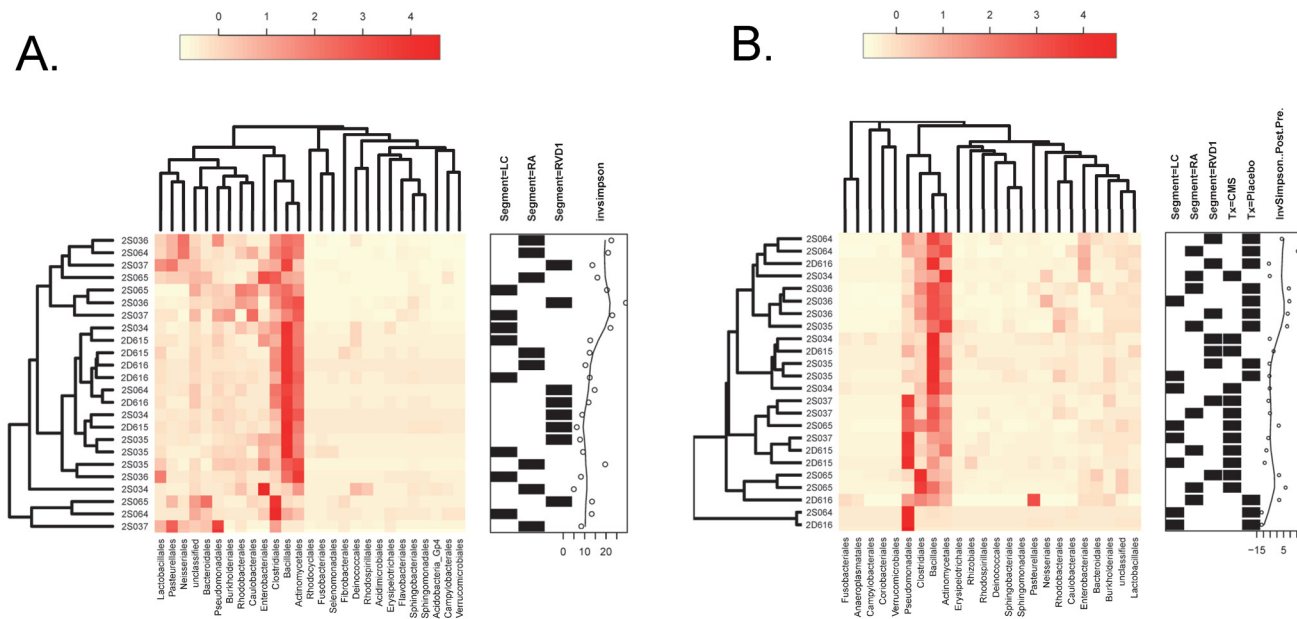 A.
0 1 2 3 4
Segment=LC
Segment=RA
Segment=RVD1
invsimpson
2S036
2S064
2S037
2S065
2S065
2S036
2S037
2S034
2D615
2D615
2D616
2D616
2S064
2D616
2S034
2D615
2S035
2S035
2S035
2S036
2S034
2S065
2S064
2S037
0 10 20
Lactobacillales
Pasteurellales
Neisseriales
unclassified
Bacteroidales
Pseudomonadales
Burkholderiales
Rhodobacterales
Caulobacterales
Enterobacteriales
Clostridiales
Bacillales
Actinomycetales
Rhodocyclales
Fusobacteriales
Selenomonadales
Fibrobacterales
Deinococcales
Rhodospirillales
Acidimicrobiales
Erysipelotrichales
Flavobacteriales
Sphingobacteriales
Sphingomonadales
Acidobacteria_Gp4
Campylobacterales
Verrucomicrobiales
B.
0 1 2 3 4
Segment=LC
Segment=RA
Segment=RVD1
Tx=CMS
Tx=Placebo
InvSimpson..Post.Pre.
2S064
2S064
2D616
2S034
2S036
2S036
2S036
2S035
2S034
2D615
2S035
2S035
2S034
2S037
2S037
2S065
2S037
2D615
2D615
2S065
2S065
2D616
2S064
2D616
−15 5
Fusobacteriales
Anaeroplasmatales
Campylobacterales
Coriobacteriales
Verrucomicrobiales
Pseudomonadales
Clostridiales
Bacillales
Actinomycetales
Erysipelotrichales
Rhizobiales
Rhodospirillales
Deinococcales
Sphingobacteriales
Sphingomonadales
Pasteurellales
Neisseriales
Rhodobacterales
Caulobacterales
Enterobacteriales
Bacteroidales
Burkholderiales
unclassified
Lactobacillales